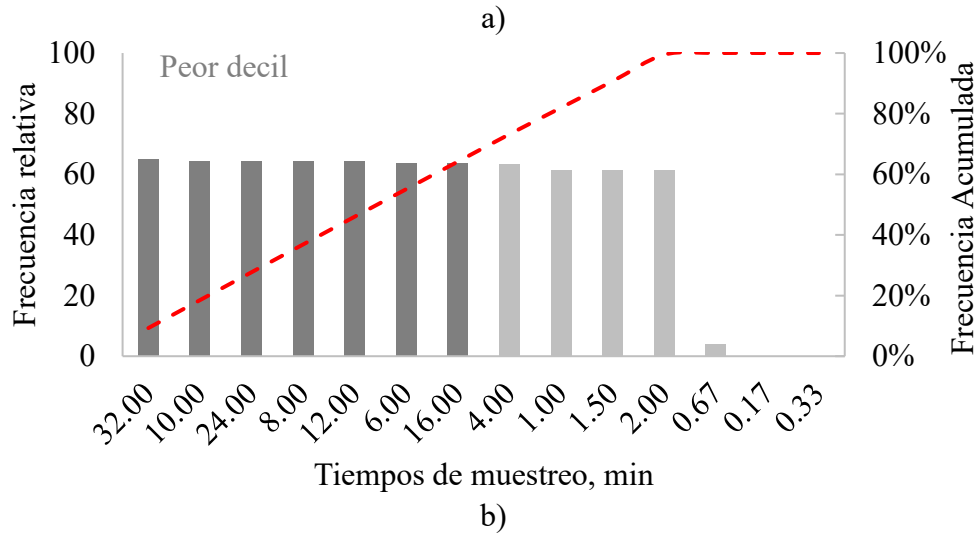 a)
Peor decil
Frecuencia relativa
100
80
60
40
20
0
100%
80%
60%
40%
20%
0%
Frecuencia Acumulada
32.00 10.00 24.00 8.00 12.00 6.00 16.00 4.00 1.00 1.50 2.00 0.67 0.17 0.33
Tiempos de muestreo, min
b)